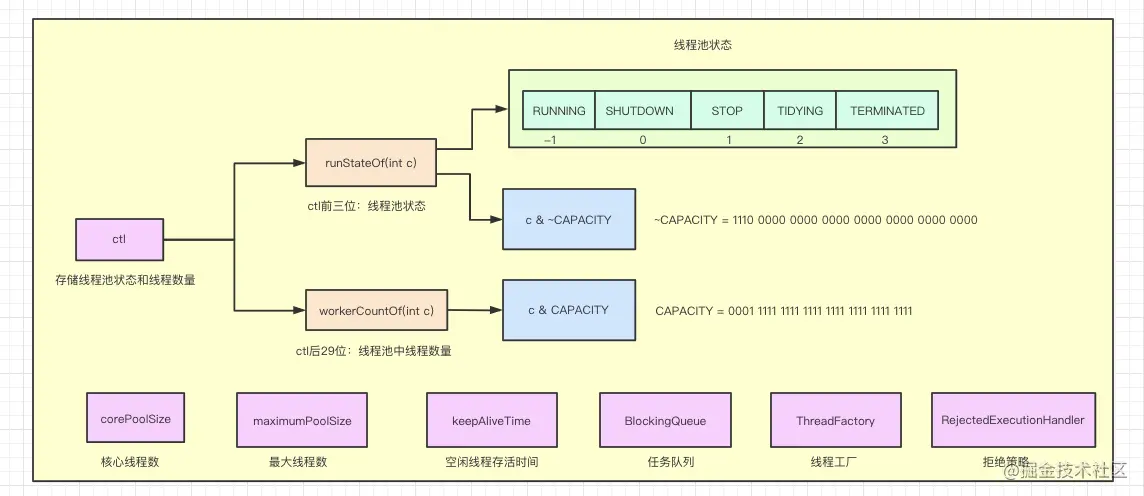 线程池状态
RUNNING SHUTDOWN STOP TIDYING TERMINATED
-1 0 1 2 3
runStateOf(int c)
ctl前三位：线程池状态
c & ~CAPACITY
~CAPACITY = 1110 0000 0000 0000 0000 0000 0000 0000
ctl
存储线程池状态和线程数量
workerCountOf(int c)
c & CAPACITY
CAPACITY = 0001 1111 1111 1111 1111 1111 1111 1111
ctl后29位：线程池中线程数量
corePoolSize maximumPoolSize keepAliveTime BlockingQueue ThreadFactory RejectedExecutionHandler
核心线程数 最大线程数 空闲线程存活时间 任务队列 线程工厂 拒绝策略
@掘金技术社区